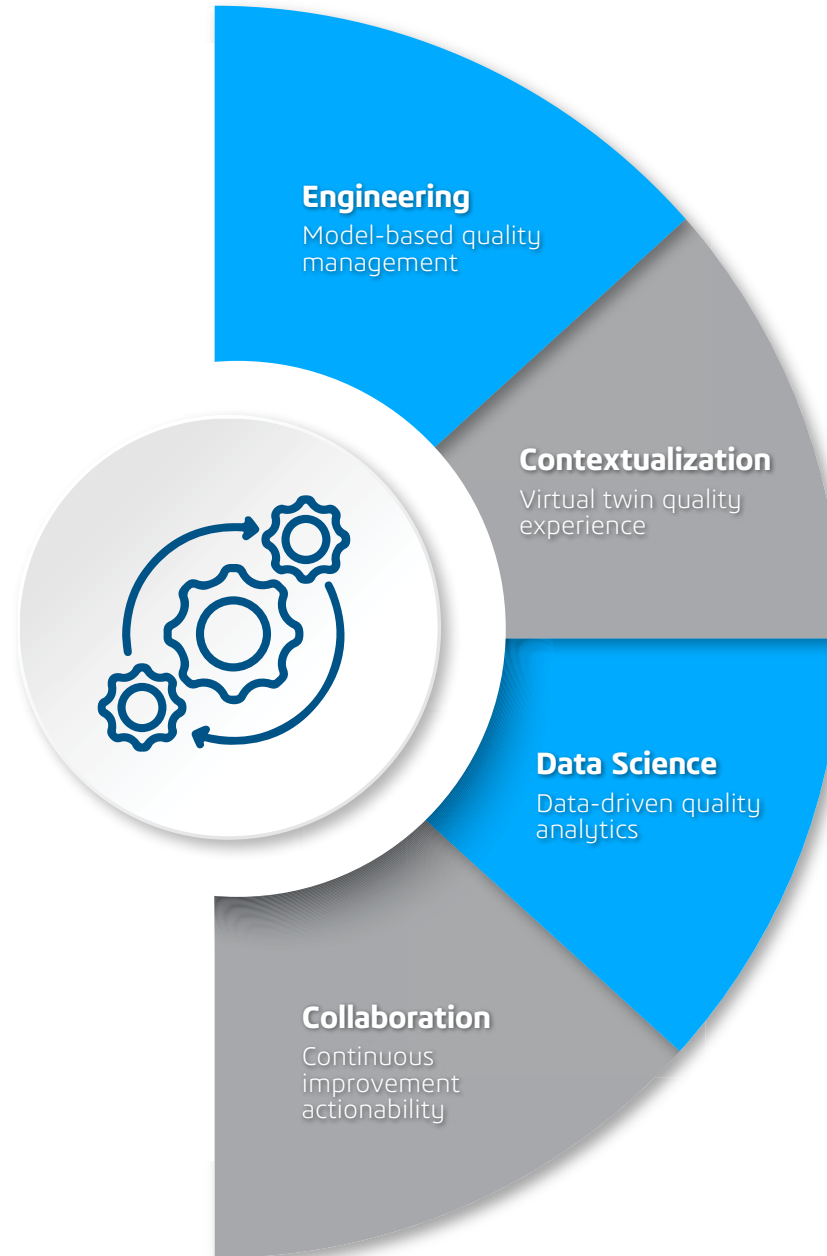 Engineering
Model-based quality
management
Contextualization
Virtual twin quality
experience
Data Science
Data-driven quality
analytics
Collaboration
Continuous
improvement
actionability